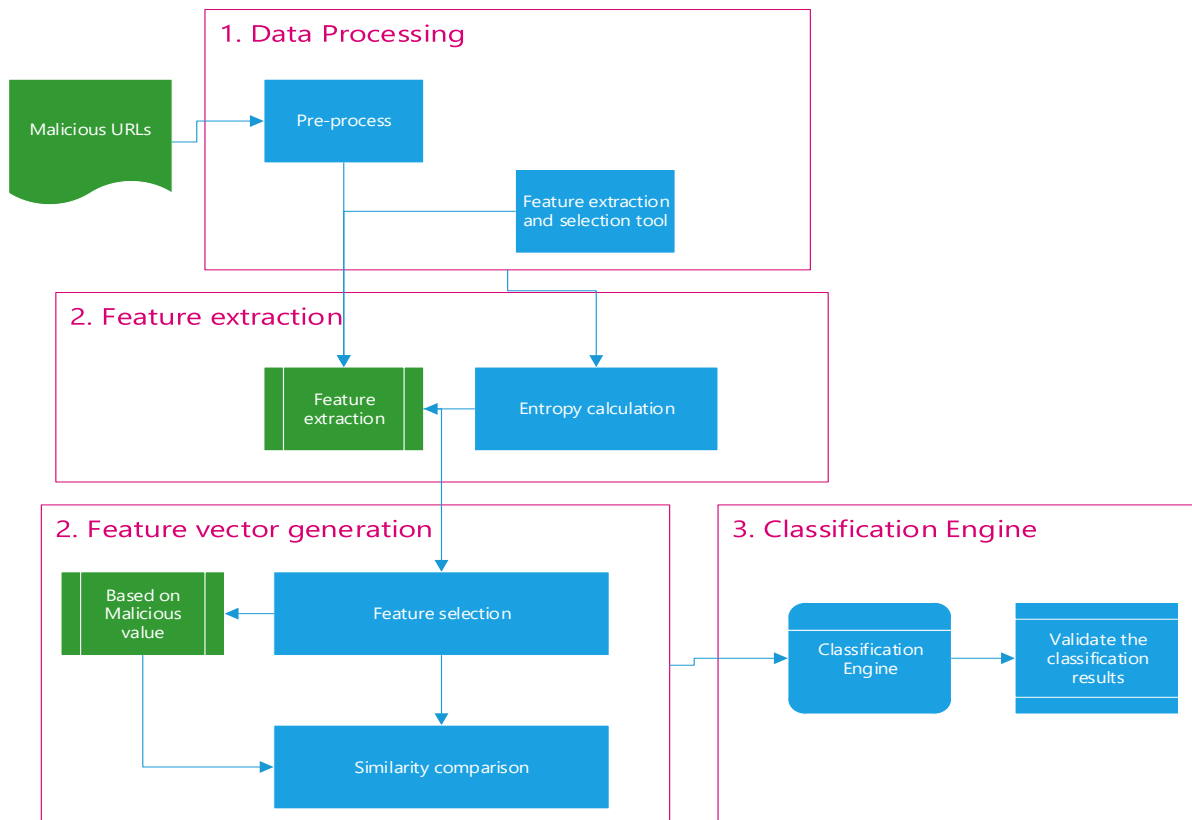 1. Data Processing
Malicious URLs
Pre-process
Feature extraction
and selection tool
2. Feature extraction
Feature
extraction
Entropy calculation
2. Feature vector generation
Based on
Malicious
value
Feature selection
Similarity comparison
3. Classification Engine
Classification
Engine
Validate the
classification
results